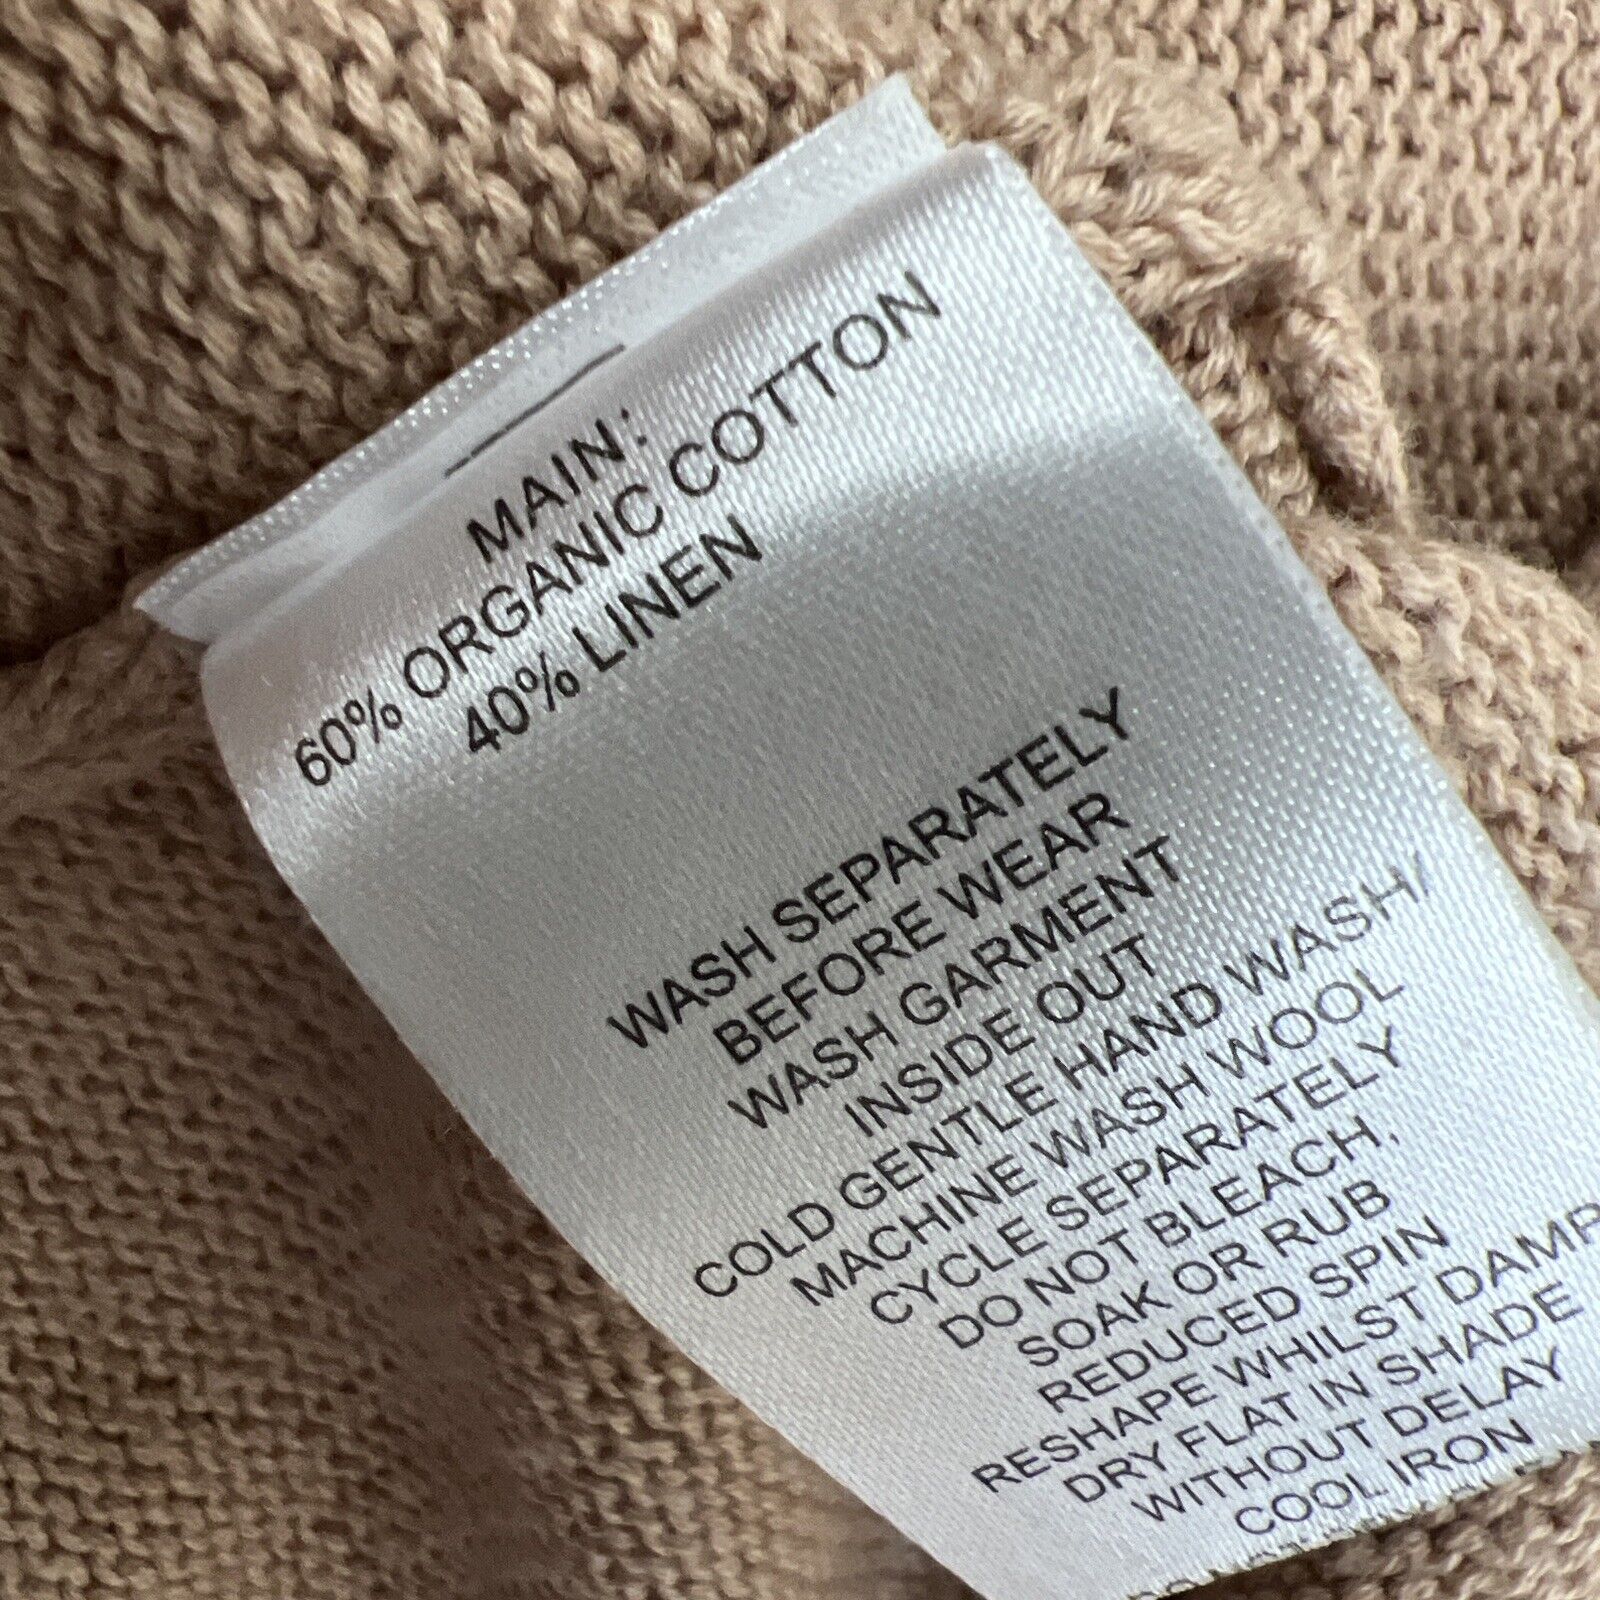 MAIN:
60% ORGANIC COTTON
40% LINEN
WASH SEPARATELY
BEFORE WEAR
WASH GARMENT
INSIDE OUT
COLD GENTLE HAND WASH/
MACHINE WASH WOOL
CYCLE SEPARATELY
DO NOT BLEACH,
SOAK OR RUB
REDUCED SPIN
RESHAPE WHILST DAMP
DRY FLAT IN SHADE
WITHOUT DELAY
COOL IRON